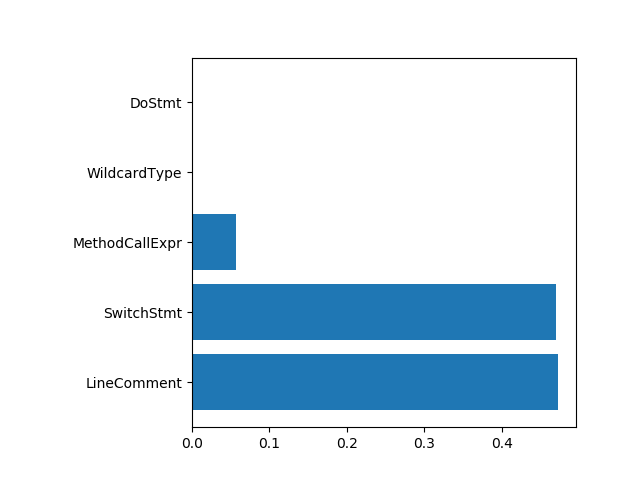 DoStmt
WildcardType
MethodCallExpr
SwitchStmt
LineComment
0.0 0.1 0.2 0.3 0.4